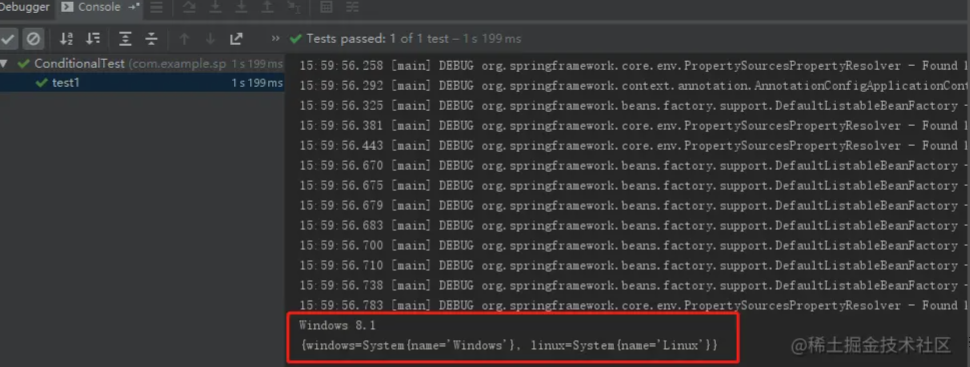 Debugger Console
Tests passed: 1 of 1 test – 1 s 199 ms
ConditionalTest (com.example.sp 1 s 199 ms
test1 1 s 199 ms
15:59:56.258 [main] DEBUG org.springframework.core.env.PropertySourcesPropertyResolver - Found
15:59:56.292 [main] DEBUG org.springframework.context.annotation.AnnotationConfigApplicationCont
15:59:56.325 [main] DEBUG org.springframework.beans.factory.support.DefaultListableBeanFactory -
15:59:56.381 [main] DEBUG org.springframework.core.env.PropertySourcesPropertyResolver - Found
15:59:56.443 [main] DEBUG org.springframework.core.env.PropertySourcesPropertyResolver - Found
15:59:56.670 [main] DEBUG org.springframework.beans.factory.support.DefaultListableBeanFactory -
15:59:56.675 [main] DEBUG org.springframework.beans.factory.support.DefaultListableBeanFactory -
15:59:56.679 [main] DEBUG org.springframework.beans.factory.support.DefaultListableBeanFactory -
15:59:56.683 [main] DEBUG org.springframework.beans.factory.support.DefaultListableBeanFactory -
15:59:56.700 [main] DEBUG org.springframework.beans.factory.support.DefaultListableBeanFactory -
15:59:56.710 [main] DEBUG org.springframework.beans.factory.support.DefaultListableBeanFactory -
15:59:56.738 [main] DEBUG org.springframework.beans.factory.support.DefaultListableBeanFactory -
15:59:56.783 [main] DEBUG org.springframework.core.env.PropertySourcesPropertyResolver - Found
Windows 8.1
{windows=System{name='Windows'}, linux=System{name='Linux'}}
@稀土掘金技术社区